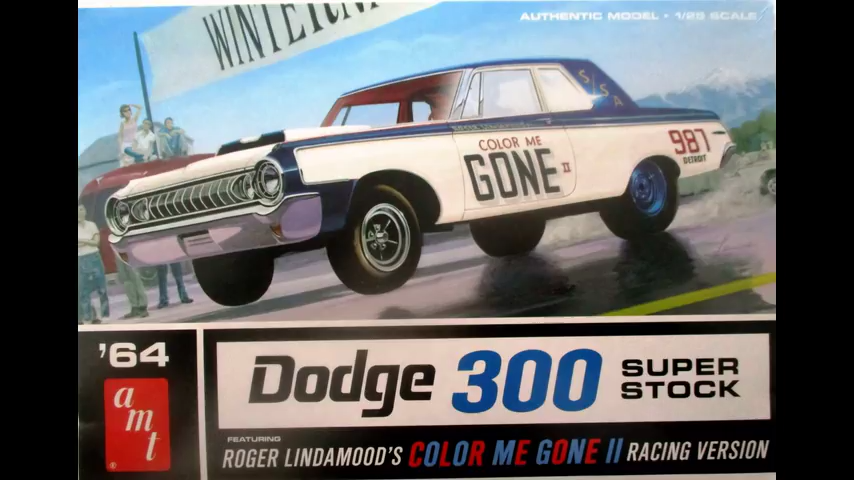 AUTHENTIC MODEL • 1/25 SCALE
S/SA
COLOR ME
GONE II
987
DETROIT
'64
amt
®
Dodge 300 SUPER STOCK
FEATURING
ROGER LINDAMOOD'S COLOR ME GONE II RACING VERSION